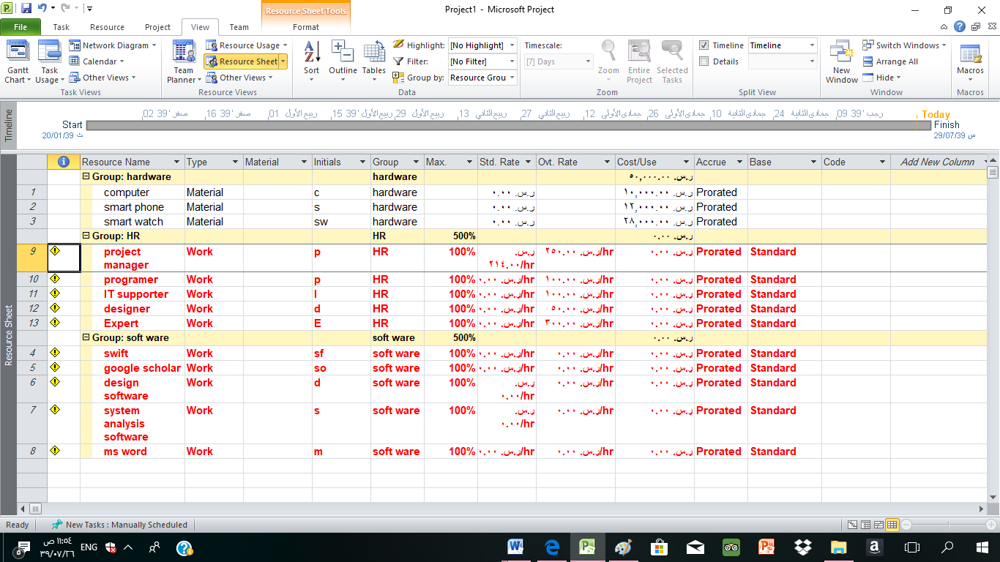 Resource Sheet Tools
Project1 - Microsoft Project
File Task Resource Project View Team Format
Gantt Chart
Task Usage
Network Diagram
Calendar
Other Views
Task Views
Team Planner
Resource Usage
Resource Sheet
Other Views
Resource Views
Sort
Outline
Tables
Highlight: [No Highlight]
Filter: [No Filter]
Group by: Resource Grou
Data
Timescale:
[7] Days
Zoom
Entire Project
Selected Tasks
Zoom
Timeline Timeline
Details
Split View
New Window
Switch Windows
Arrange All
Hide
Window
Macros
Macros
Timeline
02 صفر '39 16 صفر '39 01 ربيع الأول 15 ربيع الأول '39 29 ربيع الأول 13 ربيع الثاني 27 ربيع الثاني 12 جمادى الأولى 26 جمادى الأولى 10 جمادى الثانية 24 جمادى الثانية 09 رجب '39
Today
Start
ث 20/01/39
Finish
س 29/07/39
Resource Sheet
Resource Name Type Material Initials Group Max. Std. Rate Ovt. Rate Cost/Use Accrue Base Code Add New Column
Group: hardware hardware ر.س. ٥٠,٠٠٠.٠٠
1 computer Material c hardware ر.س. ٠.٠٠ ر.س. ١٠,٠٠٠.٠٠ Prorated
2 smart phone Material s hardware ر.س. ٠.٠٠ ر.س. ١٢,٠٠٠.٠٠ Prorated
3 smart watch Material sw hardware ر.س. ٠.٠٠ ر.س. ٢٨,٠٠٠.٠٠ Prorated
Group: HR HR 500% ر.س. ٠.٠٠
9 project manager Work p HR 100% ر.س. ٢١٤.٠٠/hr ر.س. ٢٥٠.٠٠/hr ر.س. ٠.٠٠ Prorated Standard
10 programer Work p HR 100% ر.س. ٠.٠٠/hr ر.س. ١٠٠.٠٠/hr ر.س. ٠.٠٠ Prorated Standard
11 IT supporter Work I HR 100% ر.س. ٠.٠٠/hr ر.س. ١٠٠.٠٠/hr ر.س. ٠.٠٠ Prorated Standard
12 designer Work d HR 100% ر.س. ٠.٠٠/hr ر.س. ٥٠.٠٠/hr ر.س. ٠.٠٠ Prorated Standard
13 Expert Work E HR 100% ر.س. ٠.٠٠/hr ر.س. ٣٠٠.٠٠/hr ر.س. ٠.٠٠ Prorated Standard
Group: soft ware soft ware 500% ر.س. ٠.٠٠
4 swift Work sf soft ware 100% ر.س. ٠.٠٠/hr ر.س. ٠.٠٠/hr ر.س. ٠.٠٠ Prorated Standard
5 google scholar Work so soft ware 100% ر.س. ٠.٠٠/hr ر.س. ٠.٠٠/hr ر.س. ٠.٠٠ Prorated Standard
6 design software Work d soft ware 100% ر.س. ٠.٠٠/hr ر.س. ٠.٠٠/hr ر.س. ٠.٠٠ Prorated Standard
7 system analysis software Work s soft ware 100% ر.س. ٠.٠٠/hr ر.س. ٠.٠٠/hr ر.س. ٠.٠٠ Prorated Standard
8 ms word Work m soft ware 100% ر.س. ٠.٠٠/hr ر.س. ٠.٠٠/hr ر.س. ٠.٠٠ Prorated Standard
Ready New Tasks : Manually Scheduled
١١:٥٤ ص
٣٩/٠٧/٢٦
ENG